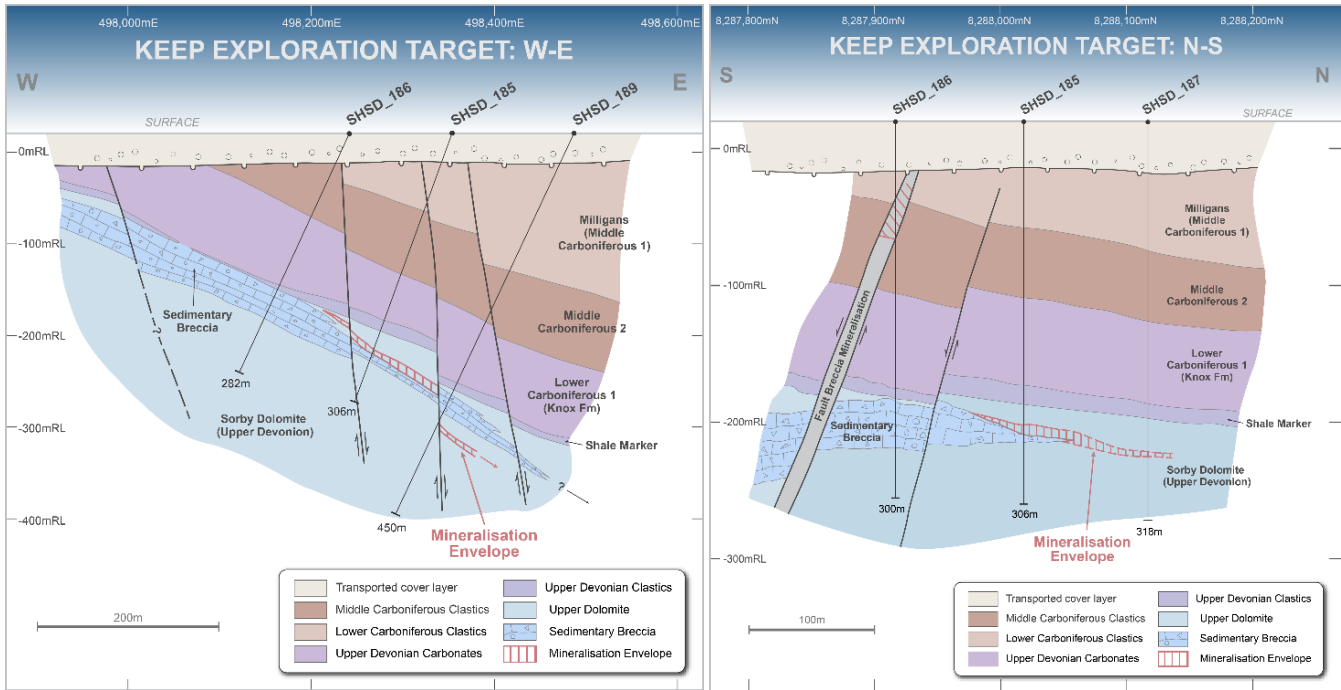 498,000mE
498,200mE
498,400mE
498,600mE
KEEP EXPLORATION TARGET: W-E
W
E
SHSD_186
SHSD_185
SHSD_189
SURFACE
0mRL
-100mRL
-200mRL
-300mRL
-400mRL
Milligans
(Middle
Carboniferous 1)
Middle
Carboniferous 2
Lower
Carboniferous 1
(Knox Fm)
Shale Marker
Sedimentary
Breccia
?
282m
306m
Sorby Dolomite
(Upper Devonion)
?
450m
Mineralisation
Envelope
200m
Transported cover layer
Middle Carboniferous Clastics
Lower Carboniferous Clastics
Upper Devonian Carbonates
Upper Devonian Clastics
Upper Dolomite
Sedimentary Breccia
Mineralisation Envelope
8,287,800mN
8,287,900mN
8,288,000mN
8,288,100mN
8,288,200mN
KEEP EXPLORATION TARGET: N-S
S
N
SHSD_186
SHSD_185
SHSD_187
SURFACE
0mRL
-100mRL
-200mRL
-300mRL
Milligans
(Middle
Carboniferous 1)
Middle
Carboniferous 2
Lower
Carboniferous 1
(Knox Fm)
Shale Marker
Fault Breccia Mineralisation
Sedimentary
Breccia
Sorby Dolomite
(Upper Devonion)
300m
306m
318m
Mineralisation
Envelope
100m
Transported cover layer
Middle Carboniferous Clastics
Lower Carboniferous Clastics
Upper Devonian Carbonates
Upper Devonian Clastics
Upper Dolomite
Sedimentary Breccia
Mineralisation Envelope